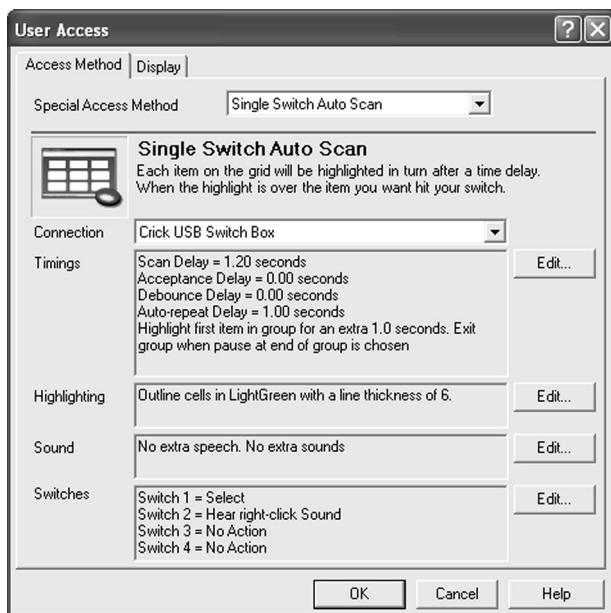 User Access
Access Method Display
Special Access Method Single Switch Auto Scan
Single Switch Auto Scan
Each item on the grid will be highlighted in turn after a time delay.
When the highlight is over the item you want hit your switch.
Connection Crick USB Switch Box
Timings Scan Delay = 1.20 seconds Edit...
Acceptance Delay = 0.00 seconds
Debounce Delay = 0.00 seconds
Auto-repeat Delay = 1.00 seconds
Highlight first item in group for an extra 1.0 seconds. Exit
group when pause at end of group is chosen
Highlighting Outline cells in LightGreen with a line thickness of 6. Edit...
Sound No extra speech. No extra sounds Edit...
Switches Switch 1 = Select Edit...
Switch 2 = Hear right-click Sound
Switch 3 = No Action
Switch 4 = No Action
OK Cancel Help